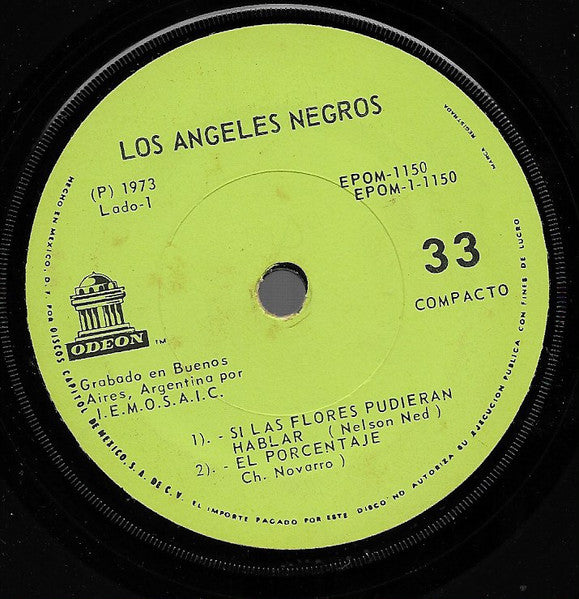 LOS ANGELES NEGROS
(P) 1973
Lado-1
EPOM-1150
EPOM-1-1150
33
COMPACTO
ODEON
TM
Grabado en Buenos
Aires, Argentina por
I.E.M.O.S.A.I.C.
1). - SI LAS FLORES PUDIERAN
HABLAR ( Nelson Ned)
2). - EL PORCENTAJE
Ch. Novarro )
HECHO EN MEXICO, D. F. POR DISCOS CAPITOL DE MEXICO, S.A. DE C.V. EL IMPORTE PAGADO POR ESTE DISCO NO AUTORIZA SU EJECUCION PUBLICA CON FINES DE LUCRO
MARCA REGISTRADA